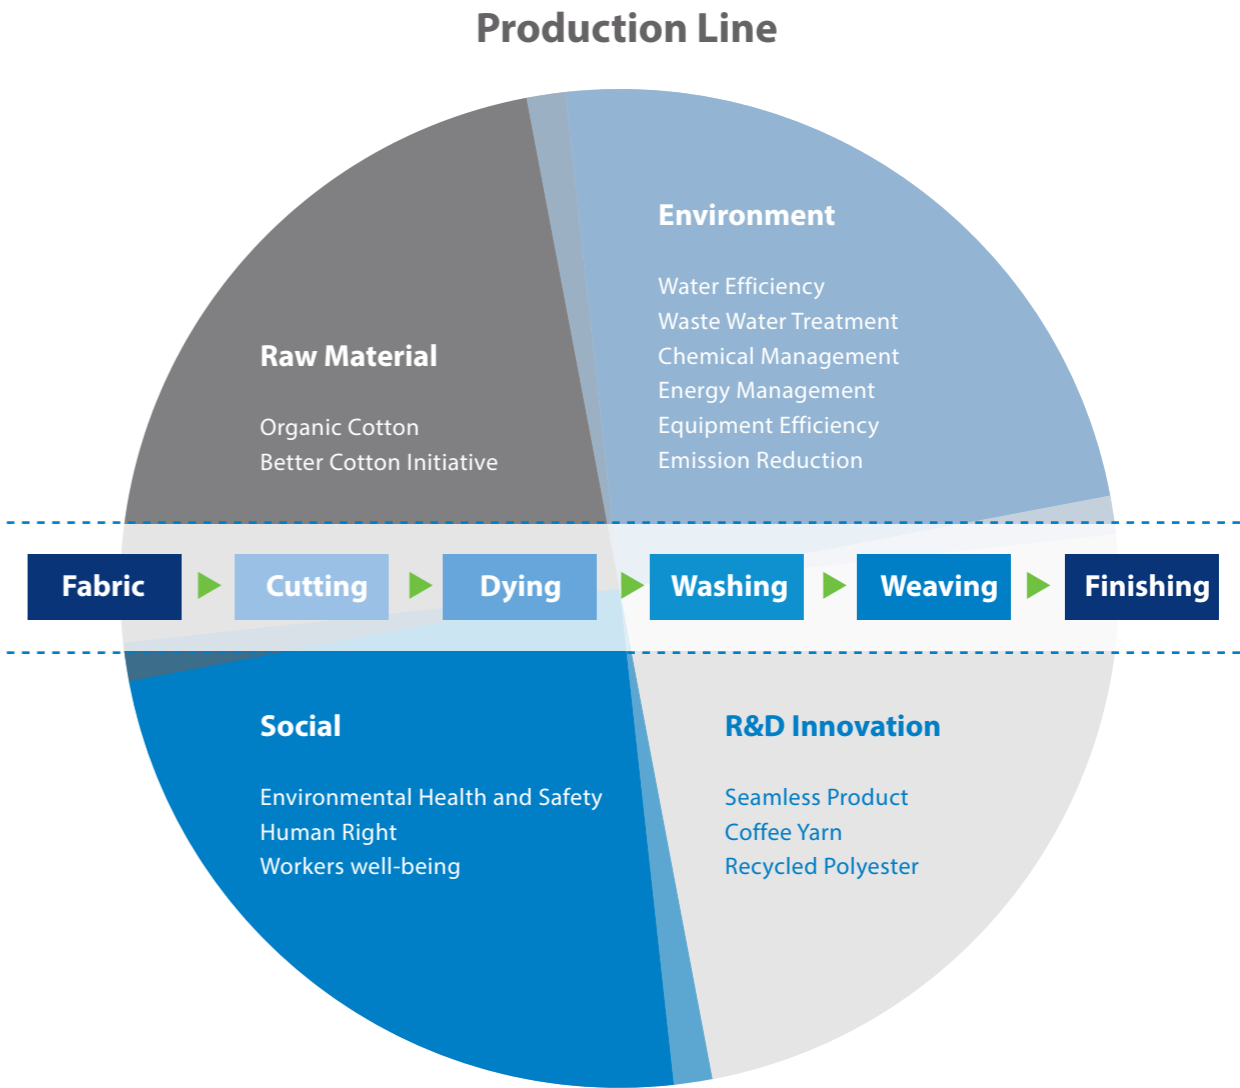 Production Line
Environment
Water Efficiency
Waste Water Treatment
Chemical Management
Energy Management
Equipment Efficiency
Emission Reduction
Raw Material
Organic Cotton
Better Cotton Initiative
Fabric
Cutting
Dying
Washing
Weaving
Finishing
Social
Environmental Health and Safety
Human Right
Workers well-being
R&D Innovation
Seamless Product
Coffee Yarn
Recycled Polyester